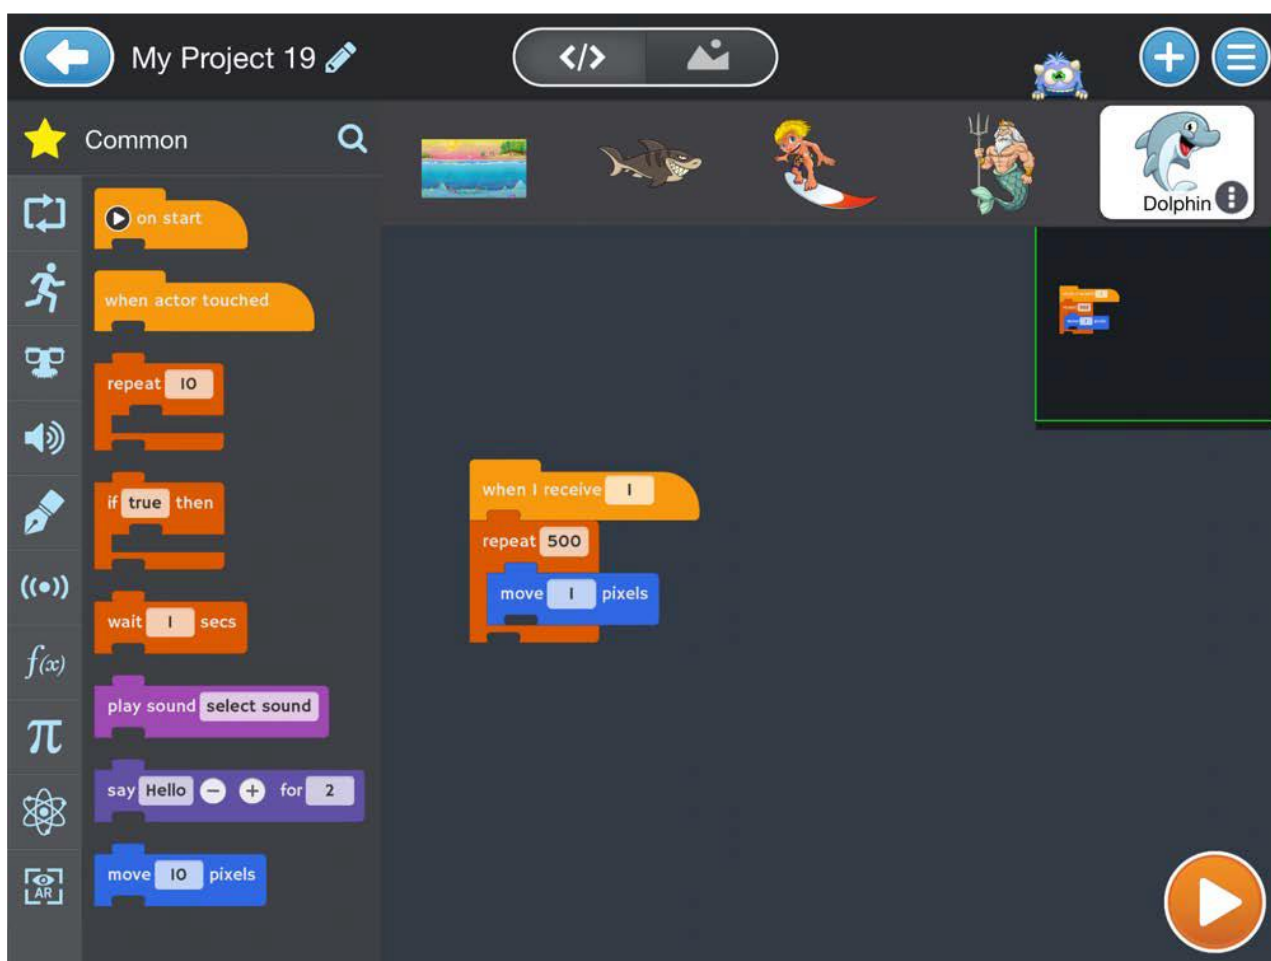 My Project 19
</>
Common
Dolphin
on start
when actor touched
repeat 10
if true then
wait 1 secs
play sound select sound
say Hello − + for 2
move 10 pixels
f(x)
π
AR
when I receive 1
repeat 500
move 1 pixels